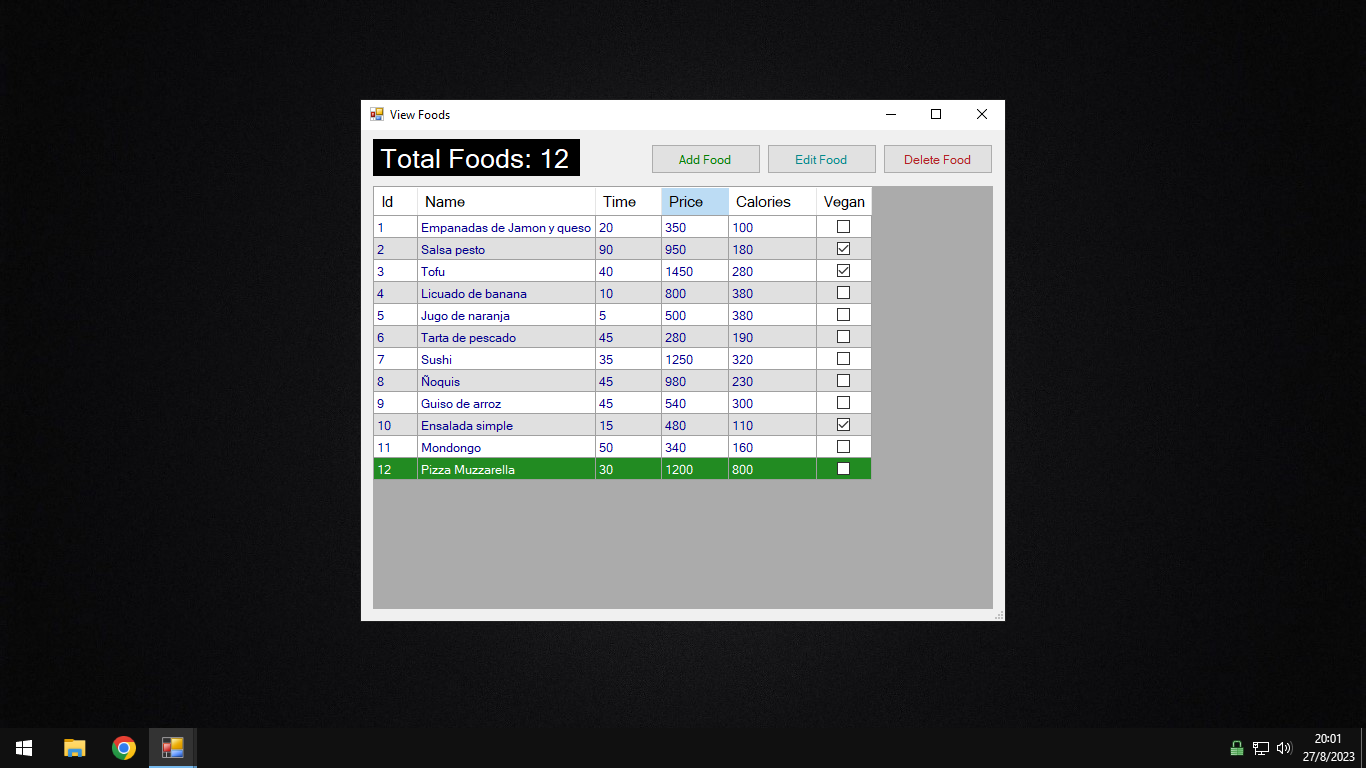 View Foods
Total Foods: 12
Add Food Edit Food Delete Food
Id Name Time Price Calories Vegan
1 Empanadas de Jamon y queso 20 350 100
2 Salsa pesto 90 950 180
3 Tofu 40 1450 280
4 Licuado de banana 10 800 380
5 Jugo de naranja 5 500 380
6 Tarta de pescado 45 280 190
7 Sushi 35 1250 320
8 Ñoquis 45 980 230
9 Guiso de arroz 45 540 300
10 Ensalada simple 15 480 110
11 Mondongo 50 340 160
12 Pizza Muzzarella 30 1200 800
20:01
27/8/2023